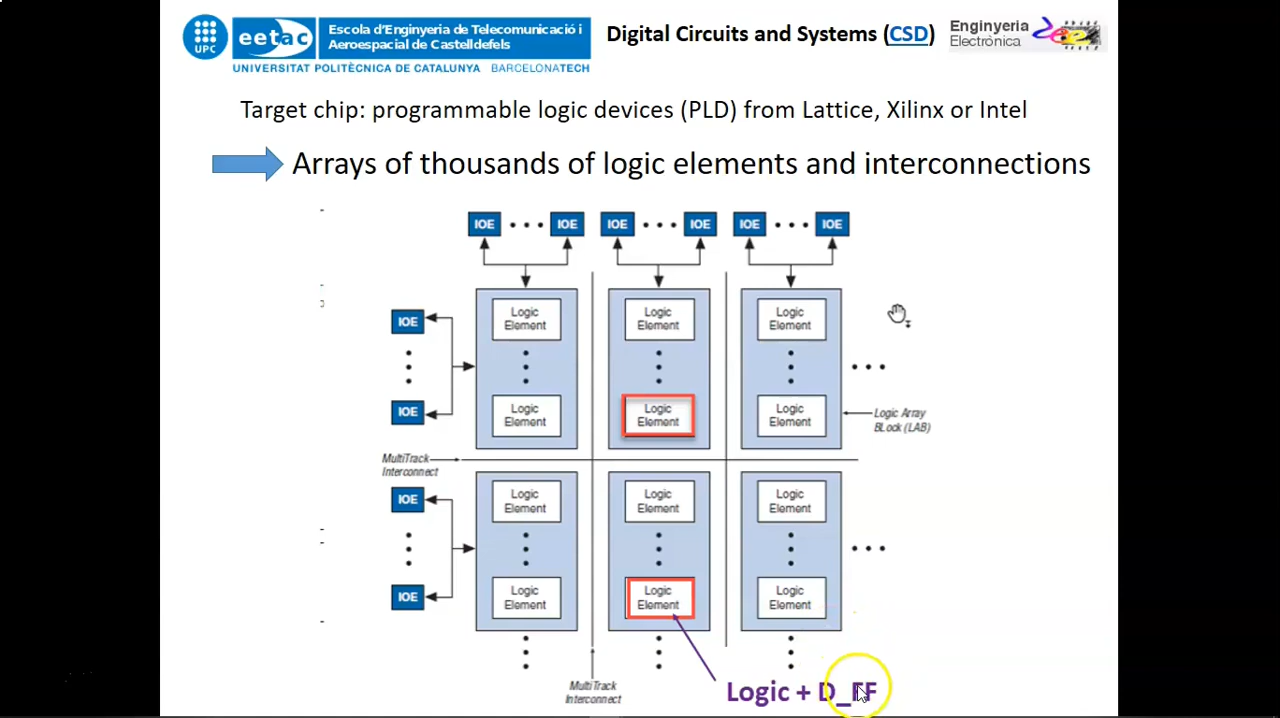 UPC
eetac
Escola d'Enginyeria de Telecomunicació i
Aeroespacial de Castelldefels
UNIVERSITAT POLITÈCNICA DE CATALUNYA BARCELONATECH
Digital Circuits and Systems (CSD)
Enginyeria
Electrònica
Target chip: programmable logic devices (PLD) from Lattice, Xilinx or Intel
Arrays of thousands of logic elements and interconnections
IOE IOE IOE IOE IOE IOE
IOE
Logic
Element
Logic
Element
Logic
Element
IOE
Logic
Element
Logic
Element
Logic
Element
Logic Array
BLock (LAB)
MultiTrack
Interconnect
IOE
Logic
Element
Logic
Element
Logic
Element
IOE
Logic
Element
Logic
Element
Logic
Element
MultiTrack
Interconnect
Logic + D_FF